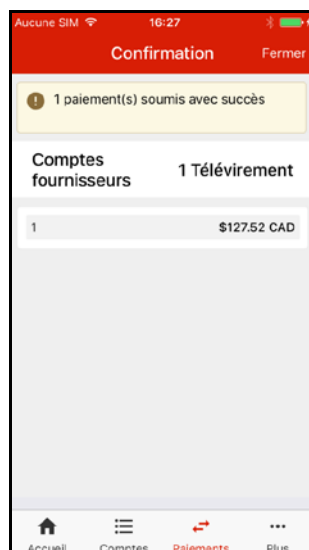 Aucune SIM 16:27
Confirmation Fermer
1 paiement(s) soumis avec succès
Comptes
fournisseurs
1 Télévirement
1 $127.52 CAD
Accueil Comptes Paiements Plus